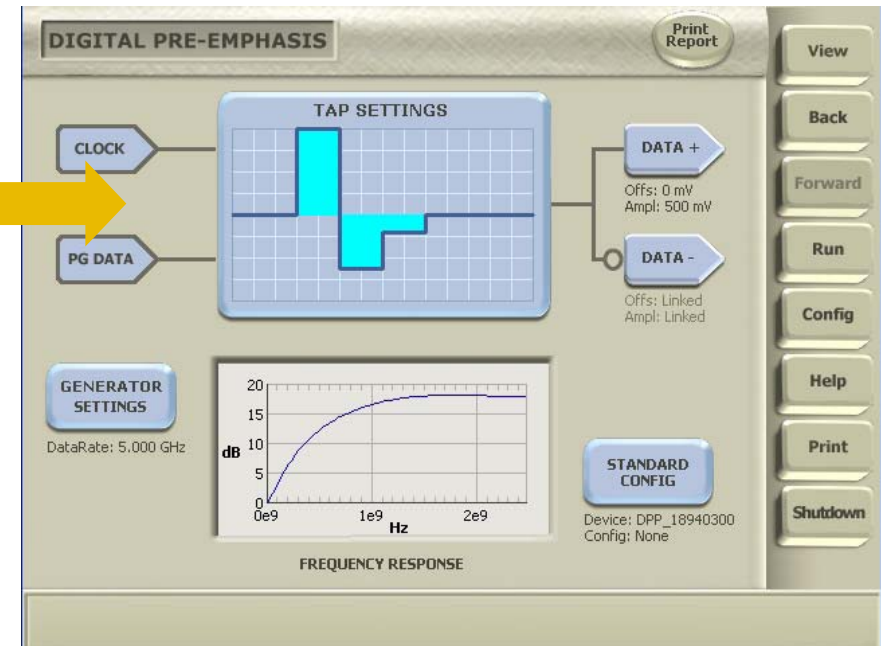 DIGITAL PRE-EMPHASIS
Print
Report
View
TAP SETTINGS
Back
CLOCK
DATA +
Forward
Offs: 0 mV
Ampl: 500 mV
PG DATA
DATA -
Run
Offs: Linked
Ampl: Linked
Config
GENERATOR
SETTINGS
DataRate: 5.000 GHz
20
15
dB 10
5
0
0e9 1e9 2e9
Hz
FREQUENCY RESPONSE
Help
STANDARD
CONFIG
Device: DPP_18940300
Config: None
Print
Shutdown